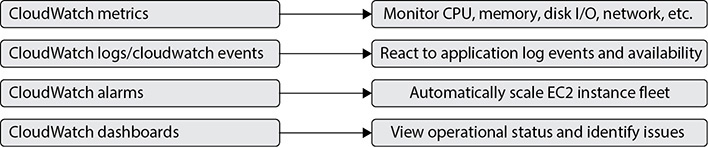 CloudWatch metrics
Monitor CPU, memory, disk I/O, network, etc.
CloudWatch logs/cloudwatch events
React to application log events and availability
CloudWatch alarms
Automatically scale EC2 instance fleet
CloudWatch dashboards
View operational status and identify issues